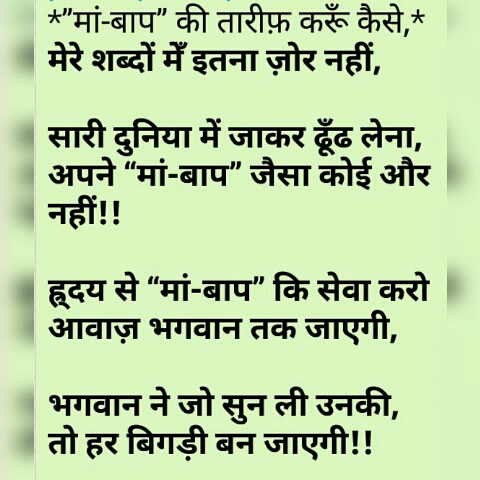 *”मां-बाप” की तारीफ़ करूँ कैसे,*
मेरे शब्दों मेँ इतना ज़ोर नहीं,
सारी दुनिया में जाकर ढूँढ लेना,
अपने “मां-बाप” जैसा कोई और
नहीं!!
ह्र्दय से “मां-बाप” कि सेवा करो
आवाज़ भगवान तक जाएगी,
भगवान ने जो सुन ली उनकी,
तो हर बिगड़ी बन जाएगी!!